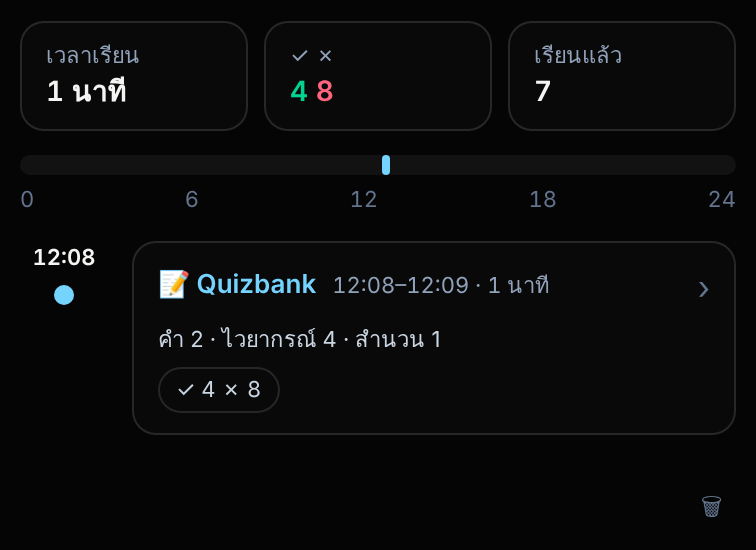 เวลาเรียน
1 นาที
✓ ×
4 8
เรียนแล้ว
7
0 6 12 18 24
12:08
📝 Quizbank 12:08–12:09 · 1 นาที ›
คำ 2 · ไวยากรณ์ 4 · สำนวน 1
✓ 4 × 8